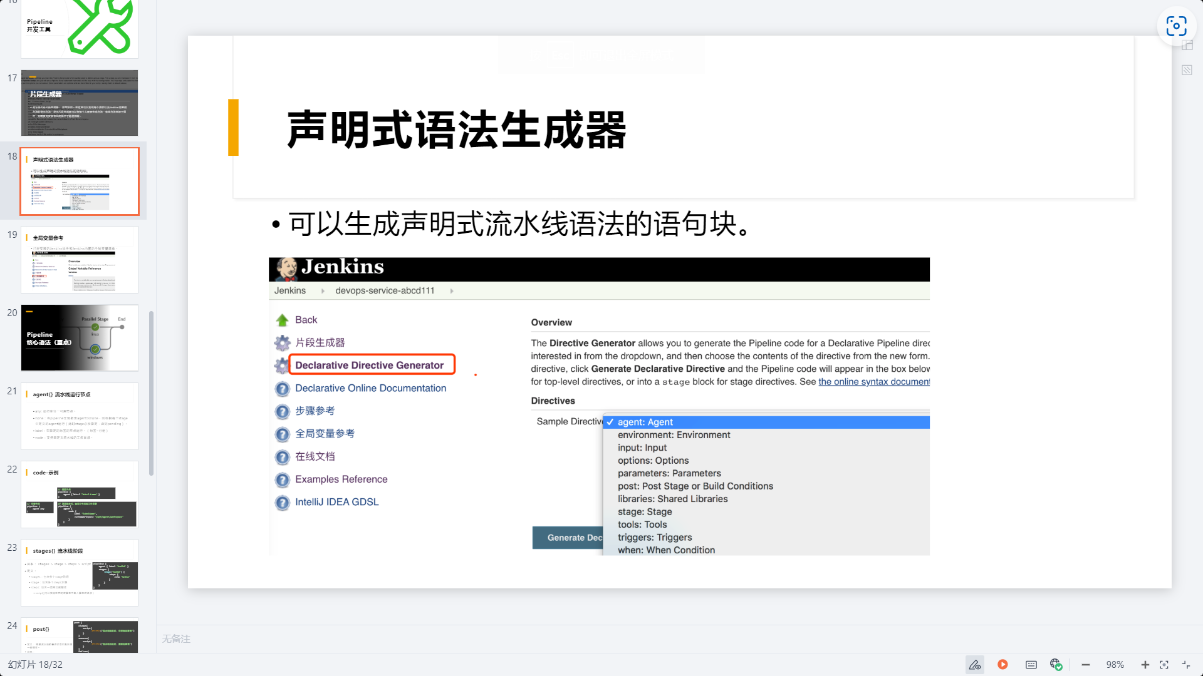 16
Pipeline
开发工具
17
片段生成器
18
声明式语法生成器
19
全局变量参考
20
Parallel Stage
End
Pipeline
核心语法（重点）
21
agent() 流水线运行节点
22
code-示例
23
stages() 流水线阶段
24
post()
声明式语法生成器
• 可以生成声明式流水线语法的语句块。
Jenkins
Jenkins
devops-service-abcd111
Back
片段生成器
Declarative Directive Generator
Declarative Online Documentation
步骤参考
全局变量参考
在线文档
Examples Reference
IntelliJ IDEA GDSL
Overview
The Directive Generator allows you to generate the Pipeline code for a Declarative Pipeline direc
interested in from the dropdown, and then choose the contents of the directive from the new form.
directive, click Generate Declarative Directive and the Pipeline code will appear in the box below
for top-level directives, or into a stage block for stage directives. See the online syntax document
Directives
Sample Directive
✓ agent: Agent
environment: Environment
input: Input
options: Options
parameters: Parameters
post: Post Stage or Build Conditions
libraries: Shared Libraries
stage: Stage
tools: Tools
triggers: Triggers
when: When Condition
Generate Dec
无备注
幻灯片 18/32
98%